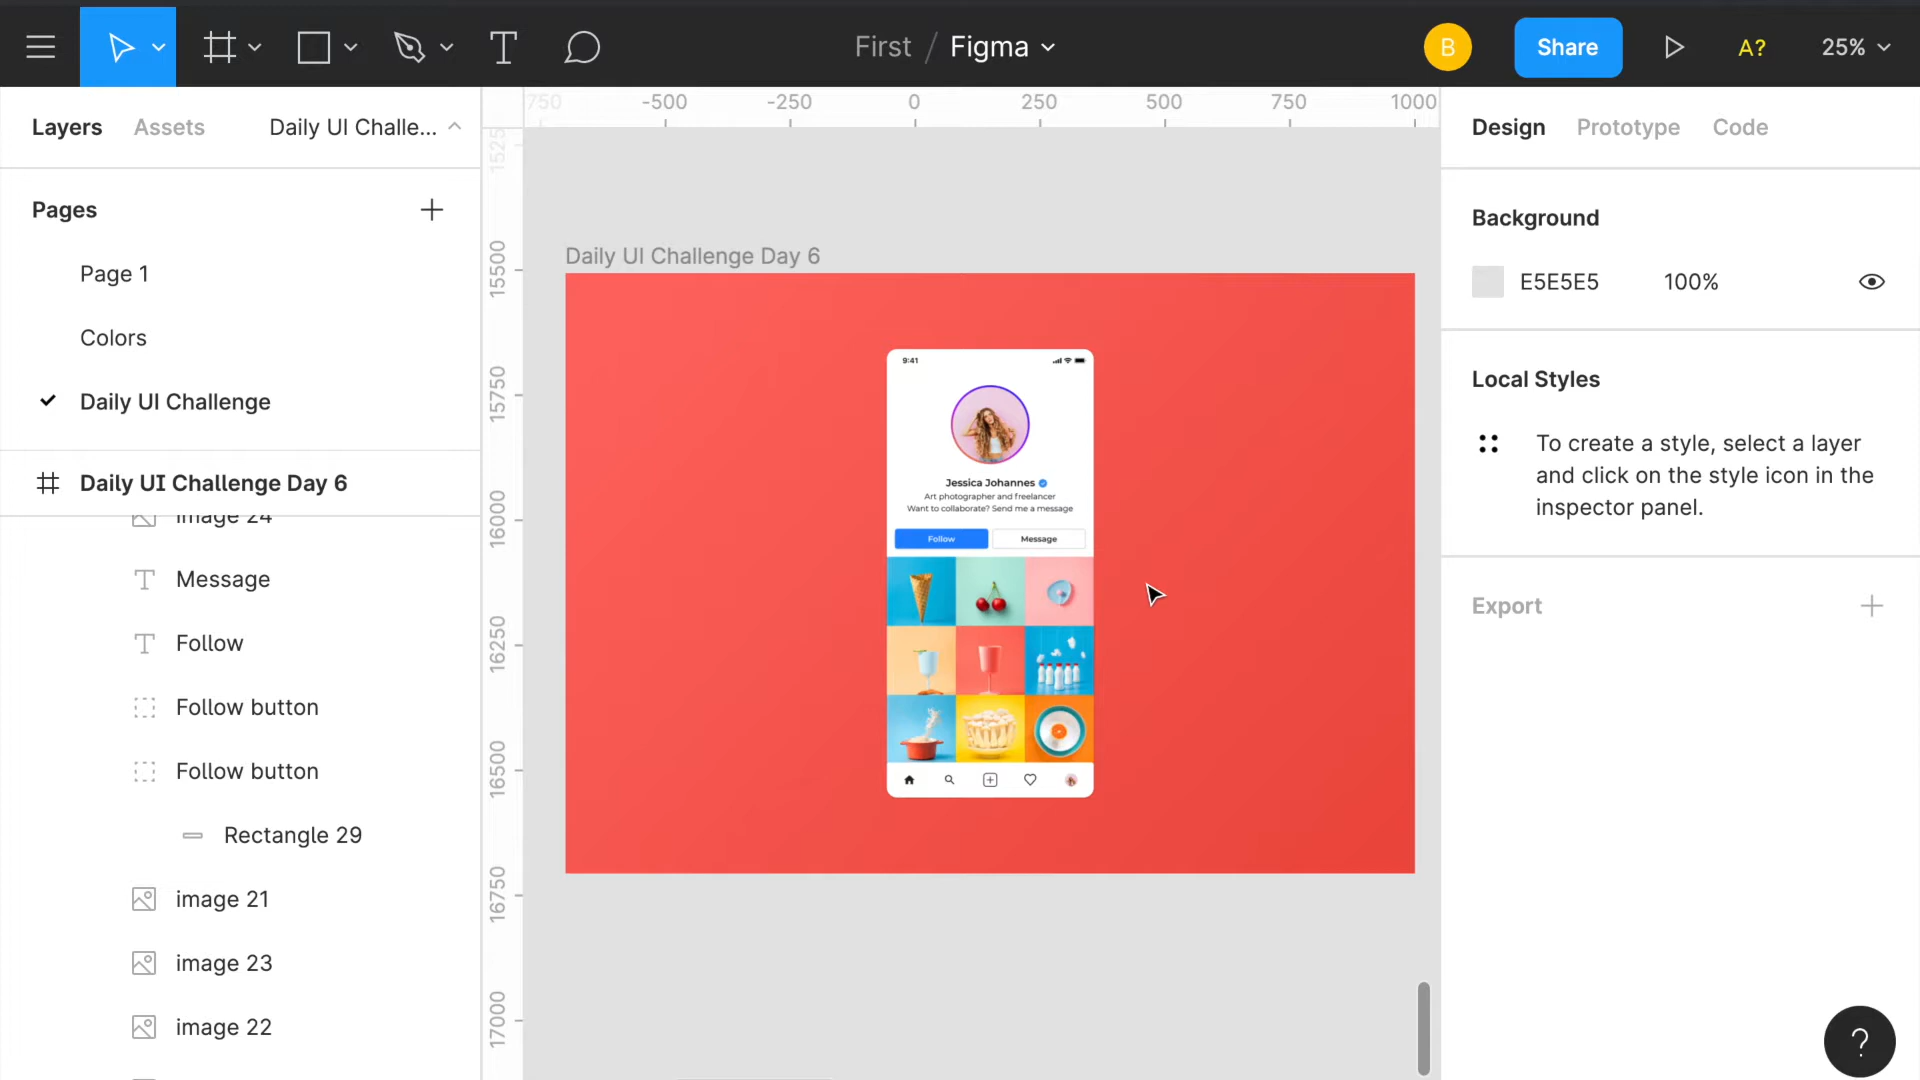 First / Figma
B
Share
A?
25%
Layers
Assets
Daily UI Challe...
Pages
Page 1
Colors
Daily UI Challenge
Daily UI Challenge Day 6
image 24
Message
Follow
Follow button
Follow button
Rectangle 29
image 21
image 23
image 22
750
-500
-250
0
250
500
750
1000
1525
15500
15750
16000
16250
16500
16750
17000
Daily UI Challenge Day 6
9:41
Jessica Johannes
Art photographer and freelancer
Want to collaborate? Send me a message
Follow
Message
Design
Prototype
Code
Background
E5E5E5
100%
Local Styles
To create a style, select a layer
and click on the style icon in the
inspector panel.
Export
?